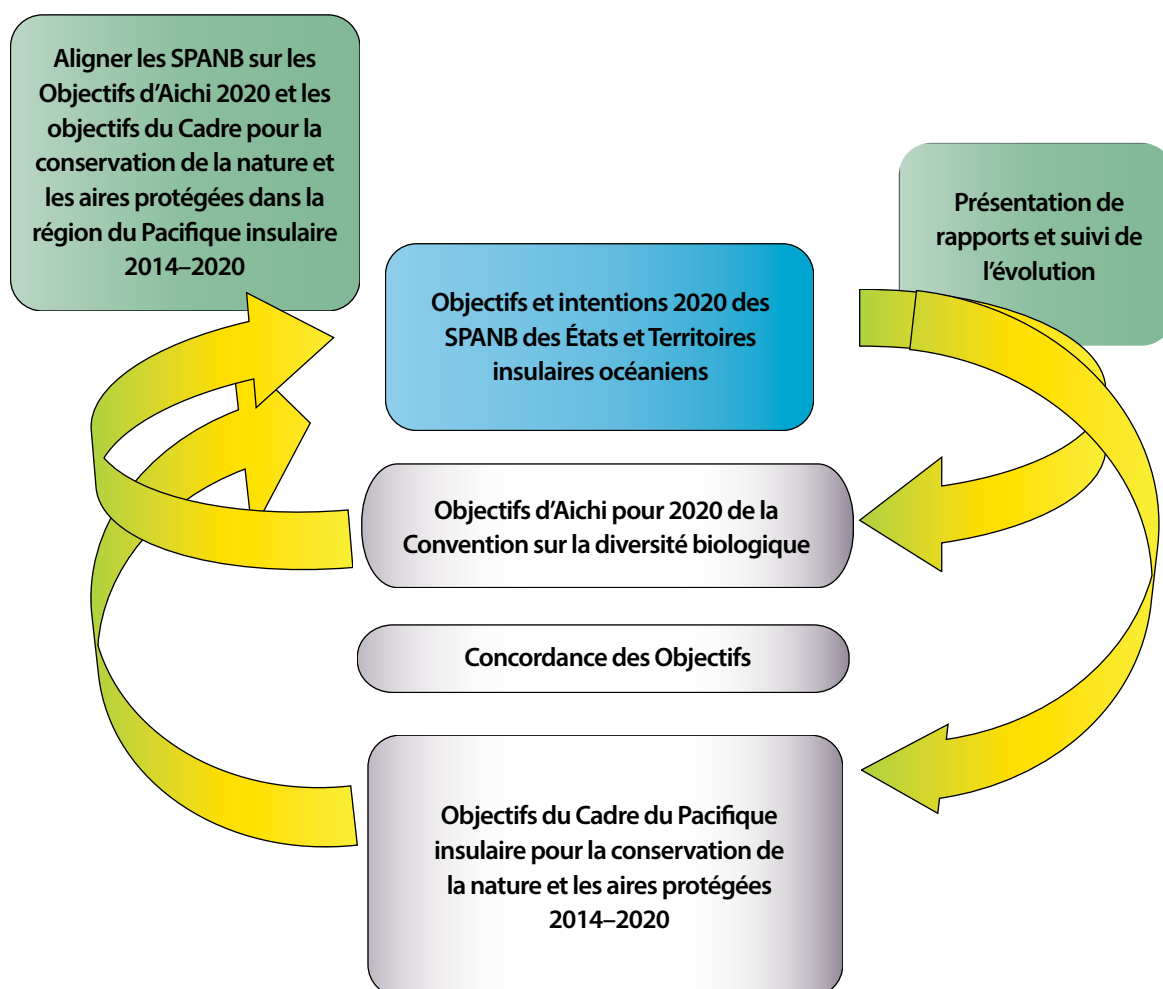 Aligner les SPANB sur les
Objectifs d'Aichi 2020 et les
objectifs du Cadre pour la
conservation de la nature et
les aires protégées dans la
région du Pacifique insulaire
2014–2020
Présentation de
rapports et suivi de
l'évolution
Objectifs et intentions 2020 des
SPANB des États et Territoires
insulaires océaniens
Objectifs d'Aichi pour 2020 de la
Convention sur la diversité biologique
Concordance des Objectifs
Objectifs du Cadre du Pacifique
insulaire pour la conservation de
la nature et les aires protégées
2014–2020